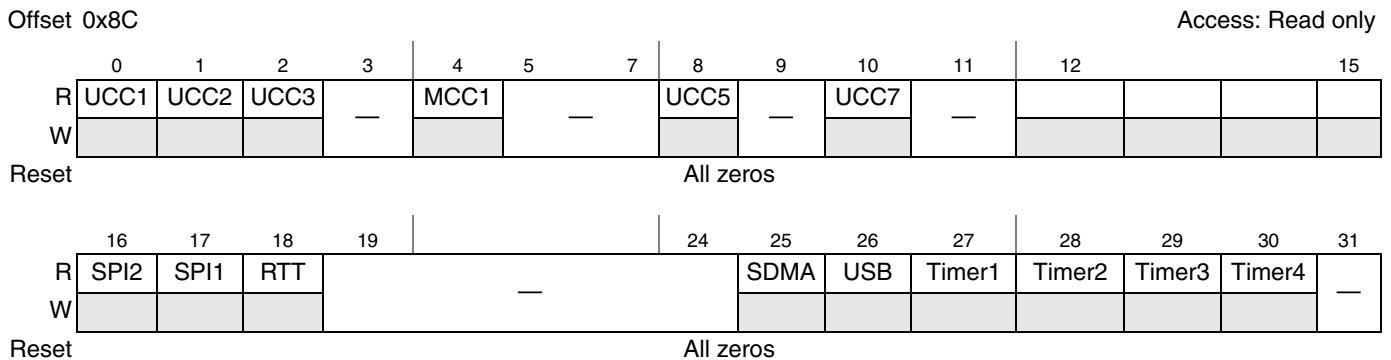 Offset 0x8C Access: Read only
0 1 2 3 4 5 7 8 9 10 11 12 15
R UCC1 UCC2 UCC3 — MCC1 — UCC5 — UCC7 —
W
Reset All zeros
16 17 18 19 24 25 26 27 28 29 30 31
R SPI2 SPI1 RTT — SDMA USB Timer1 Timer2 Timer3 Timer4 —
W
Reset All zeros